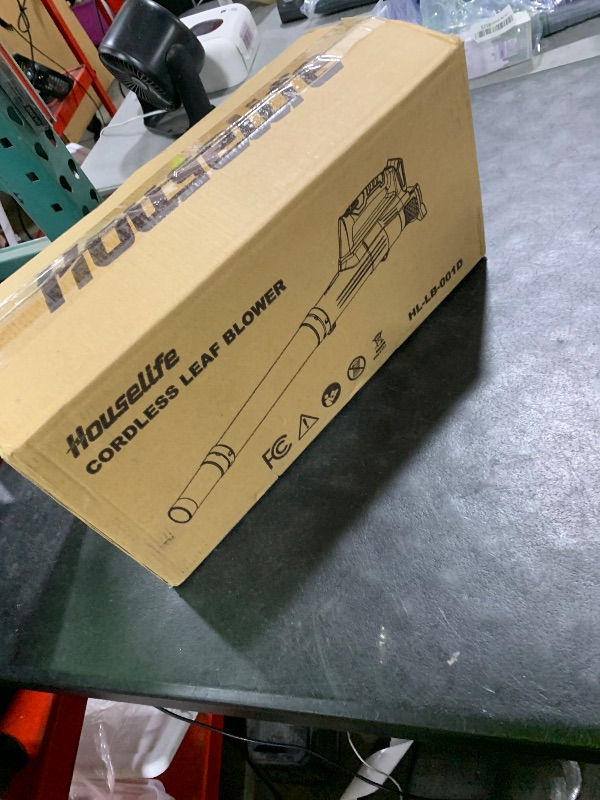 HOUSELIFE
HOUSELIFE
CORDLESS LEAF BLOWER
HL-LB-001D
FC